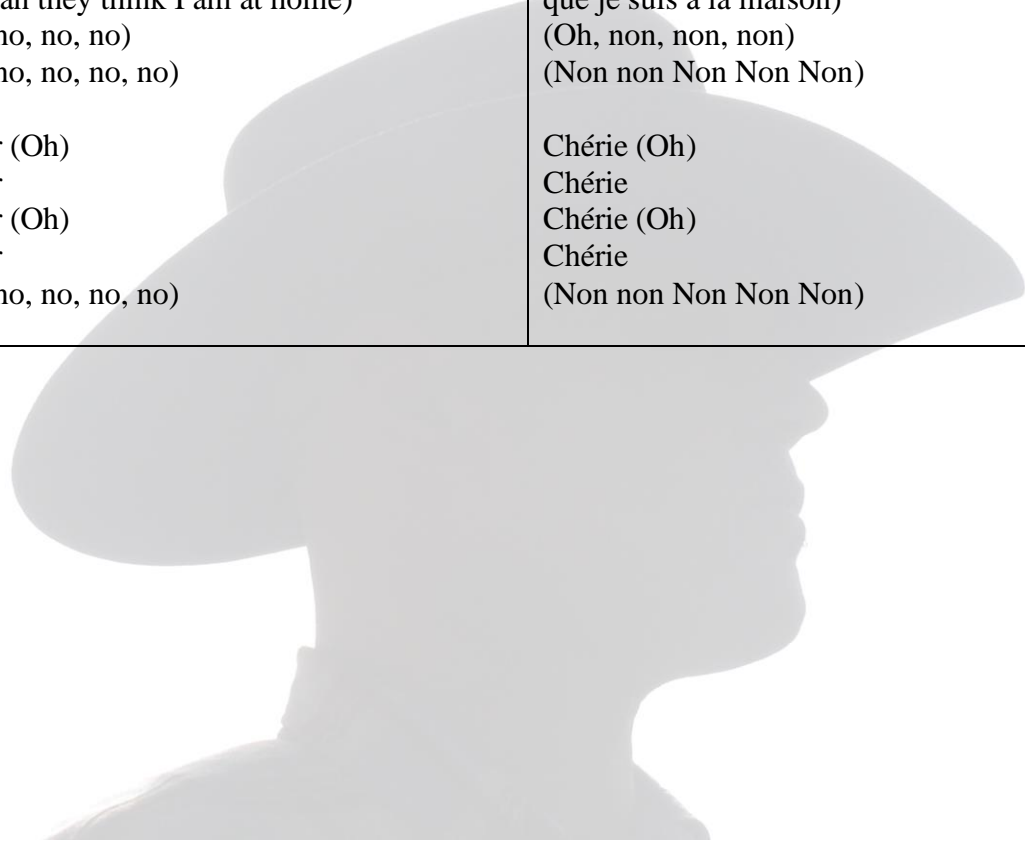 they think I am at home)
no, no, no)
no, no, no, no)
(Oh)
(Oh)
no, no, no, no)
que je suis à la maison)
(Oh, non, non, non)
(Non non Non Non Non)
Chérie (Oh)
Chérie
Chérie (Oh)
Chérie
(Non non Non Non Non)